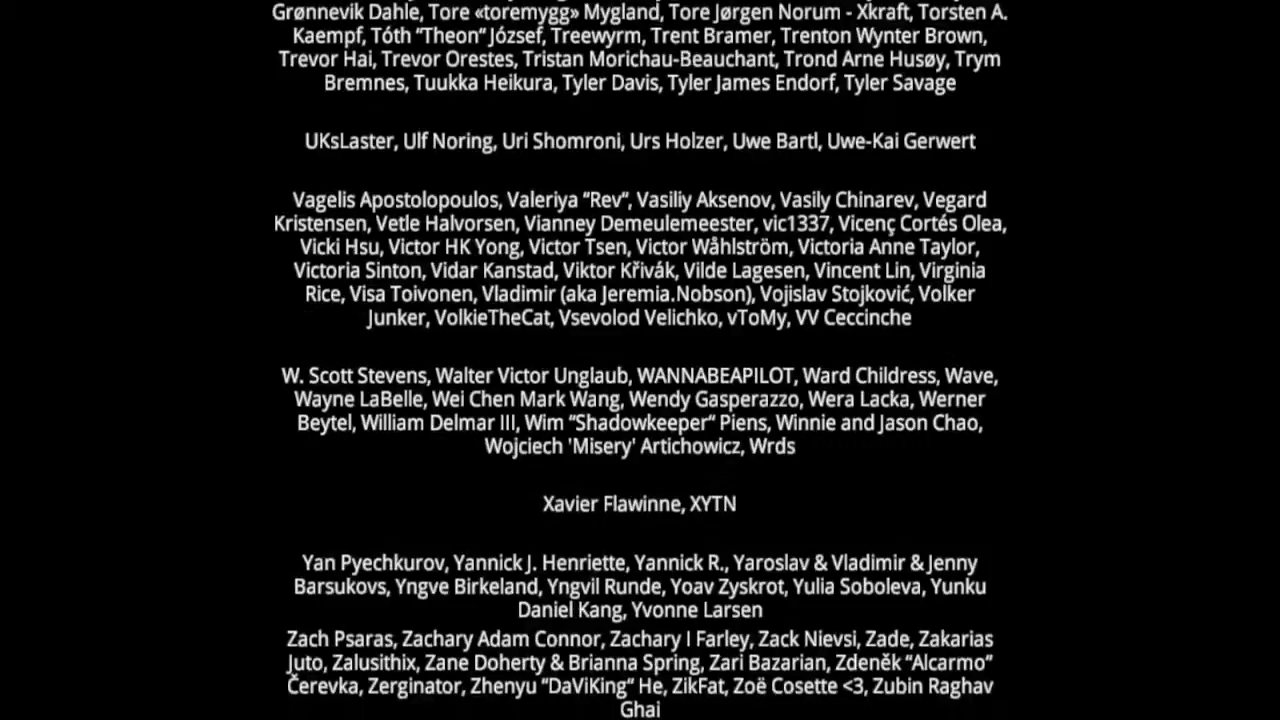 Grønnevik Dahle, Tore «toremygg» Mygland, Tore Jørgen Norum - Xkraft, Torsten A.
Kaempf, Tóth “Theon“ József, Treewyrm, Trent Bramer, Trenton Wynter Brown,
Trevor Hai, Trevor Orestes, Tristan Morichau-Beauchant, Trond Arne Husøy, Trym
Bremnes, Tuukka Heikura, Tyler Davis, Tyler James Endorf, Tyler Savage
UKsLaster, Ulf Noring, Uri Shomroni, Urs Holzer, Uwe Bartl, Uwe-Kai Gerwert
Vagelis Apostolopoulos, Valeriya “Rev“, Vasiliy Aksenov, Vasily Chinarev, Vegard
Kristensen, Vetle Halvorsen, Vianney Demeulemeester, vic1337, Vicenç Cortés Olea,
Vicki Hsu, Victor HK Yong, Victor Tsen, Victor Wåhlström, Victoria Anne Taylor,
Victoria Sinton, Vidar Kanstad, Viktor Křivák, Vilde Lagesen, Vincent Lin, Virginia
Rice, Visa Toivonen, Vladimir (aka Jeremia.Nobson), Vojislav Stojković, Volker
Junker, VolkieTheCat, Vsevolod Velichko, vToMy, VV Ceccinche
W. Scott Stevens, Walter Victor Unglaub, WANNABEAPILOT, Ward Childress, Wave,
Wayne LaBelle, Wei Chen Mark Wang, Wendy Gasperazzo, Wera Lacka, Werner
Beytel, William Delmar III, Wim “Shadowkeeper“ Piens, Winnie and Jason Chao,
Wojciech 'Misery' Artichowicz, Wrds
Xavier Flawinne, XYTN
Yan Pyechkurov, Yannick J. Henriette, Yannick R., Yaroslav & Vladimir & Jenny
Barsukovs, Yngve Birkeland, Yngvil Runde, Yoav Zyskrot, Yulia Soboleva, Yunku
Daniel Kang, Yvonne Larsen
Zach Psaras, Zachary Adam Connor, Zachary I Farley, Zack Nievsi, Zade, Zakarias
Juto, Zalusithix, Zane Doherty & Brianna Spring, Zari Bazarian, Zdeněk “Alcarmo”
Čerevka, Zerginator, Zhenyu “DaViKing“ He, ZikFat, Zoë Cosette <3, Zubin Raghav
Ghai